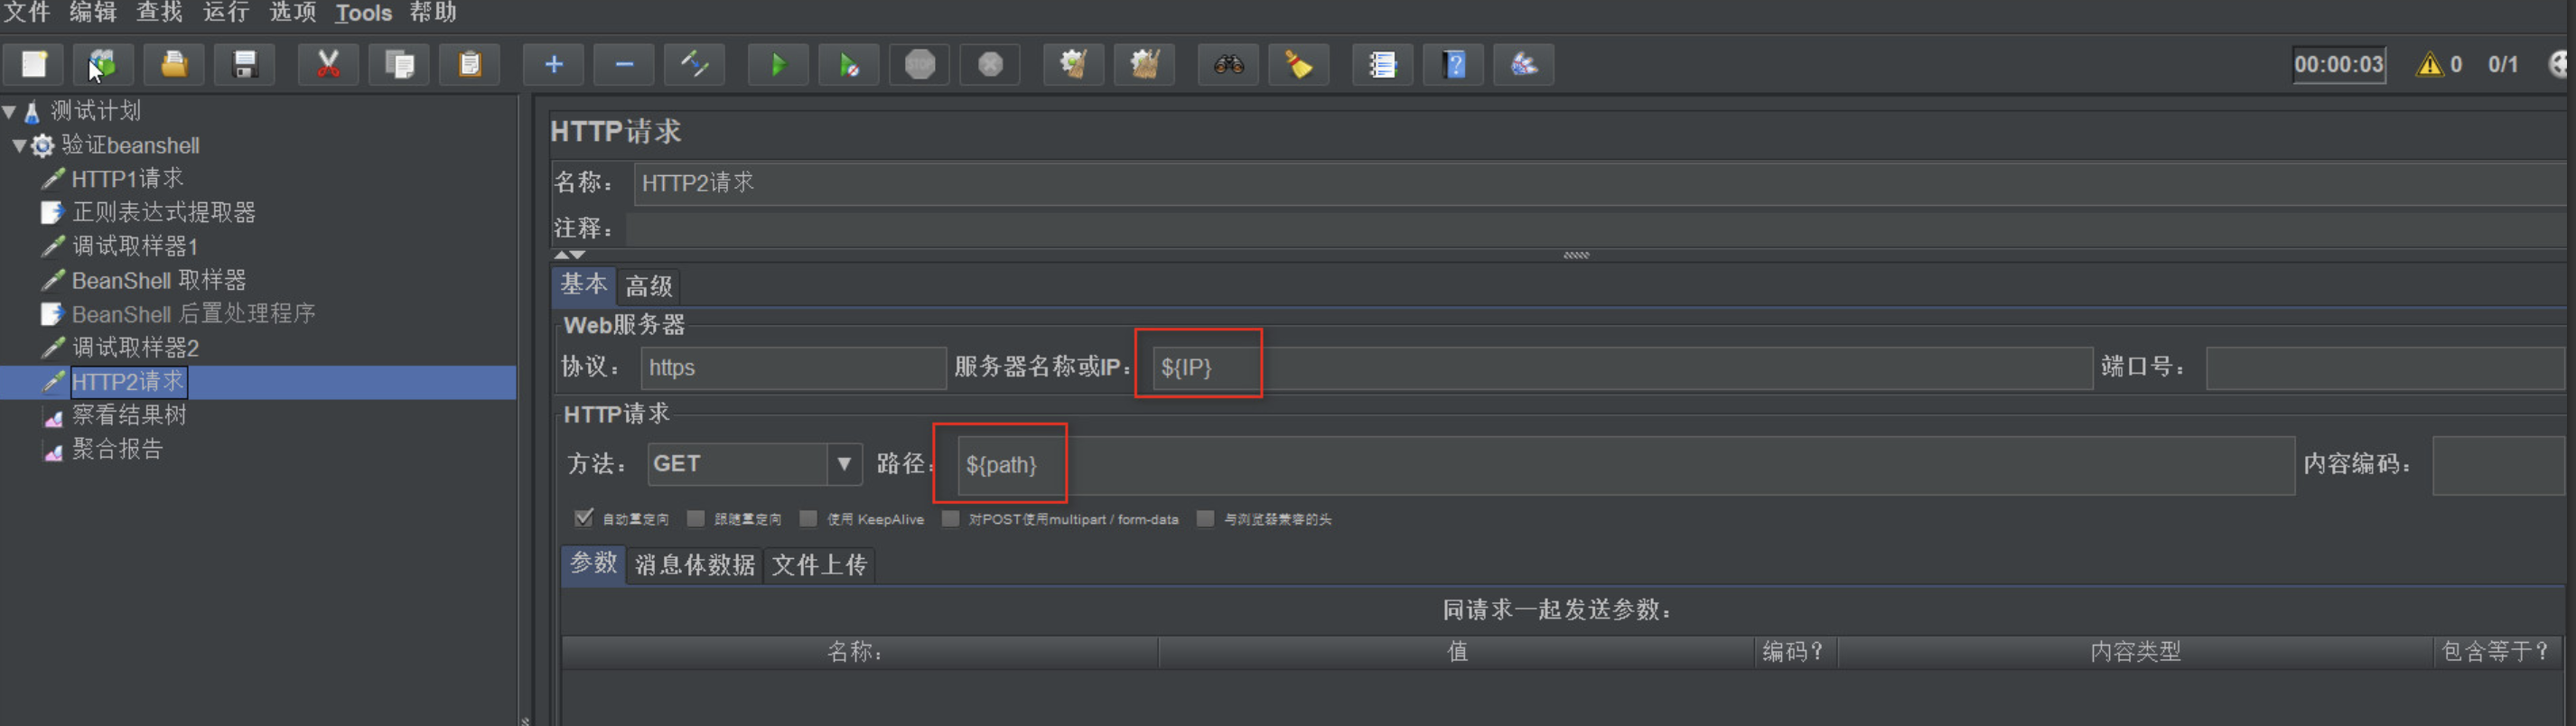 文件 编辑 查找 运行 选项 Tools 帮助
STOP
00:00:03 0 0/1
测试计划
验证beanshell
HTTP1请求
正则表达式提取器
调试取样器1
BeanShell 取样器
BeanShell 后置处理程序
调试取样器2
HTTP2请求
察看结果树
聚合报告
HTTP请求
名称： HTTP2请求
注释：
基本 高级
Web服务器
协议： https 服务器名称或IP： ${IP} 端口号：
HTTP请求
方法： GET 路径： ${path} 内容编码：
自动重定向 跟随重定向 使用 KeepAlive 对POST使用multipart / form-data 与浏览器兼容的头
参数 消息体数据 文件上传
同请求一起发送参数：
名称： 值 编码？ 内容类型 包含等于？